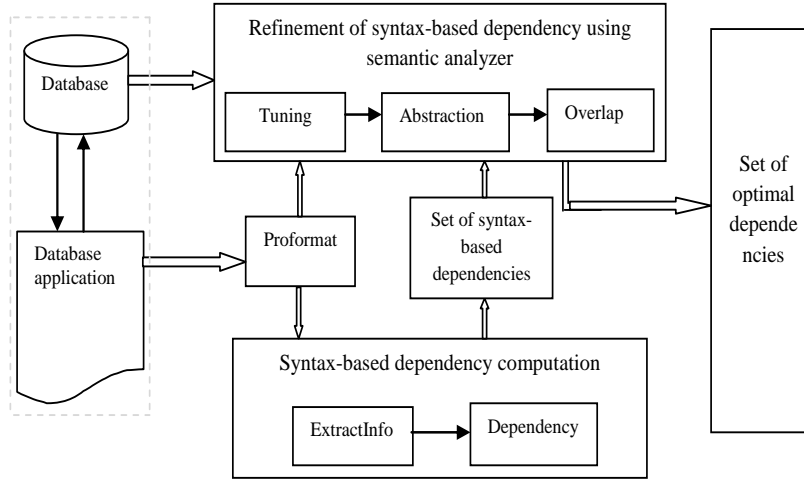 Refinement of syntax-based dependency using
semantic analyzer
Database
Tuning
Abstraction
Overlap
Set of
optimal
depende
ncies
Database
application
Proformat
Set of syntax-
based
dependencies
Syntax-based dependency computation
ExtractInfo
Dependency